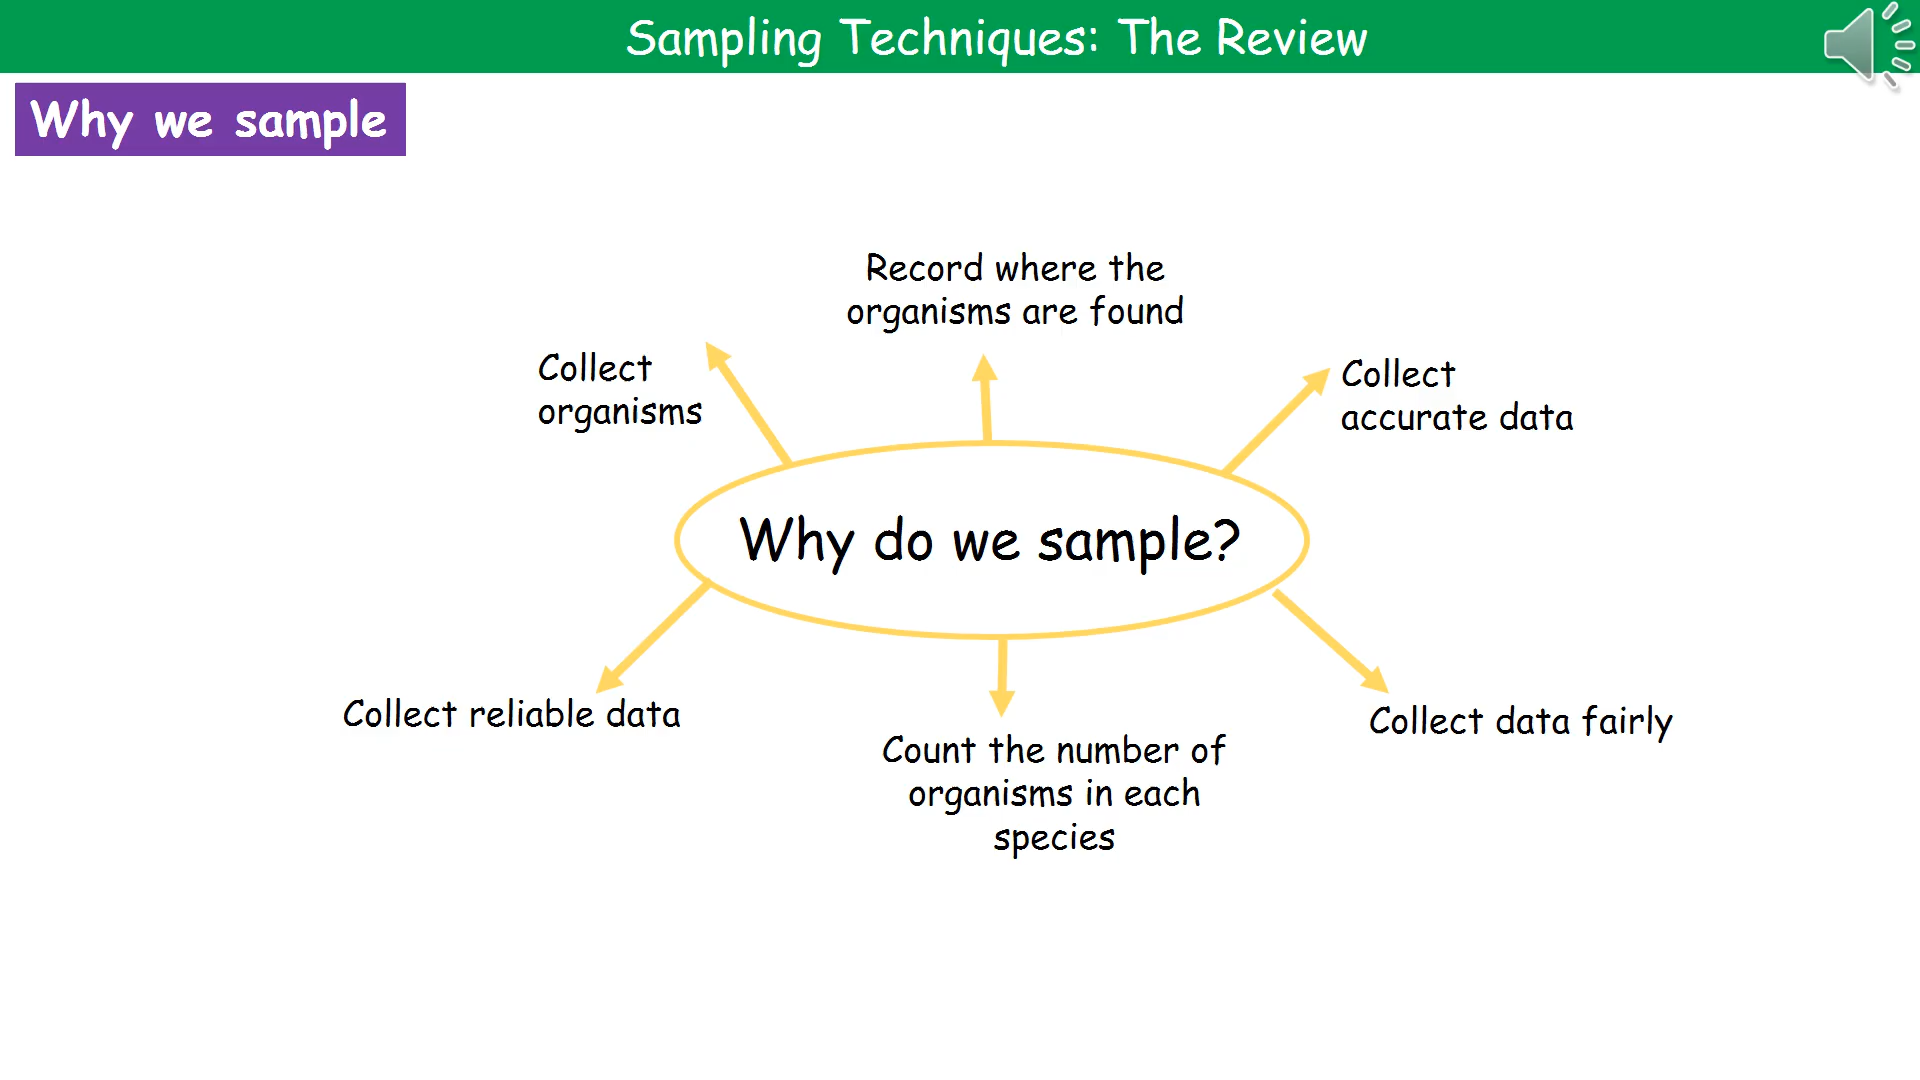 Sampling Techniques: The Review
Why we sample
Record where the
organisms are found
Collect
organisms
Collect
accurate data
Why do we sample?
Collect reliable data
Count the number of
organisms in each
species
Collect data fairly